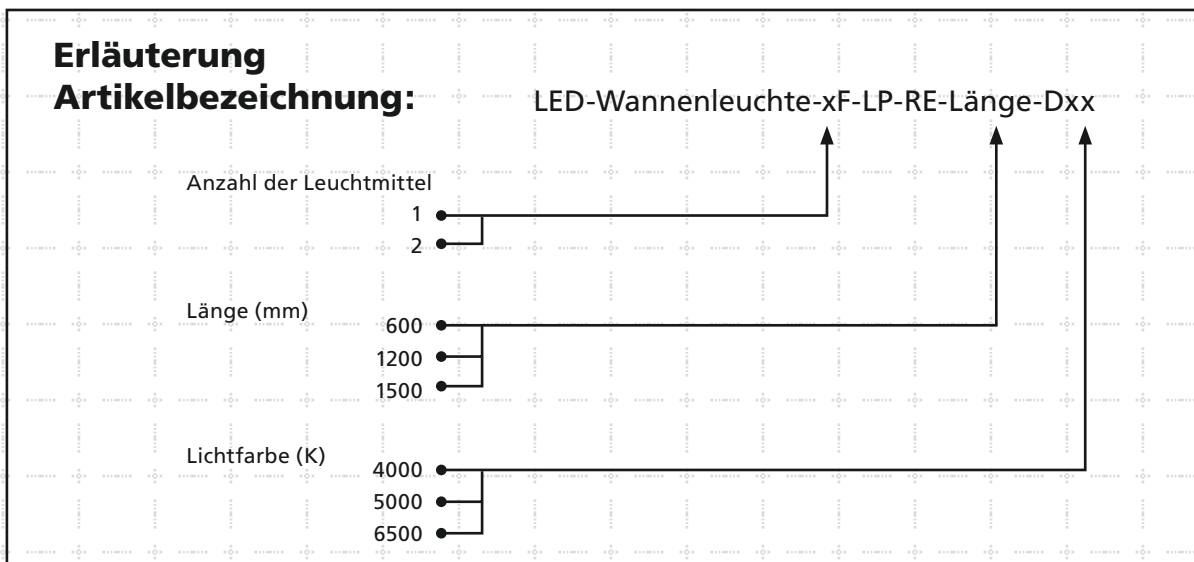 Erläuterung
Artikelbezeichnung:
LED-Wannenleuchte-xF-LP-RE-Länge-Dxx
Anzahl der Leuchtmittel
1
2
Länge (mm)
600
1200
1500
Lichtfarbe (K)
4000
5000
6500